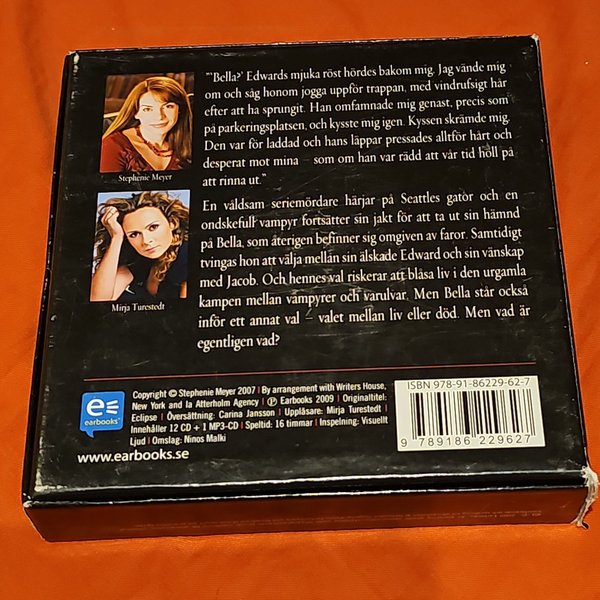 "'Bella?' Edwards mjuka röst hördes bakom mig. Jag vände mig
om och såg honom jogga uppför trappan, med vindrufsigt hår
efter att ha sprungit. Han omfamnade mig genast, precis som
på parkeringsplatsen, och kysste mig igen. Kyssen skrämde mig.
Den var för laddad och hans läppar pressades alltför hårt och
desperat mot mina – som om han var rädd att vår tid höll på
att rinna ut."
Stephenie Meyer
En våldsam seriemördare härjar på Seattles gator och en
ondskefull vampyr fortsätter sin jakt för att ta ut sin hämnd
på Bella, som återigen befinner sig omgiven av faror. Samtidigt
tvingas hon att välja mellan sin älskade Edward och sin vänskap
med Jacob. Och hennes val riskerar att blåsa liv i den urgamla
kampen mellan vampyrer och varulvar. Men Bella står också
inför ett annat val – valet mellan liv eller död. Men vad är
egentligen vad?
Mirja Turestedt
e
earbooks
www.earbooks.se
Copyright © Stephenie Meyer 2007 | By arrangement with Writers House,
New York and Ia Atterholm Agency | ℗ Earbooks 2009 | Originaltitel:
Eclipse | Översättning: Carina Jansson | Uppläsare: Mirja Turestedt |
Innehåller 12 CD + 1 MP3-CD | Speltid: 16 timmar | Inspelning: Visuellt
Ljud | Omslag: Ninos Malki
ISBN 978-91-86229-62-7
9 789186 229627